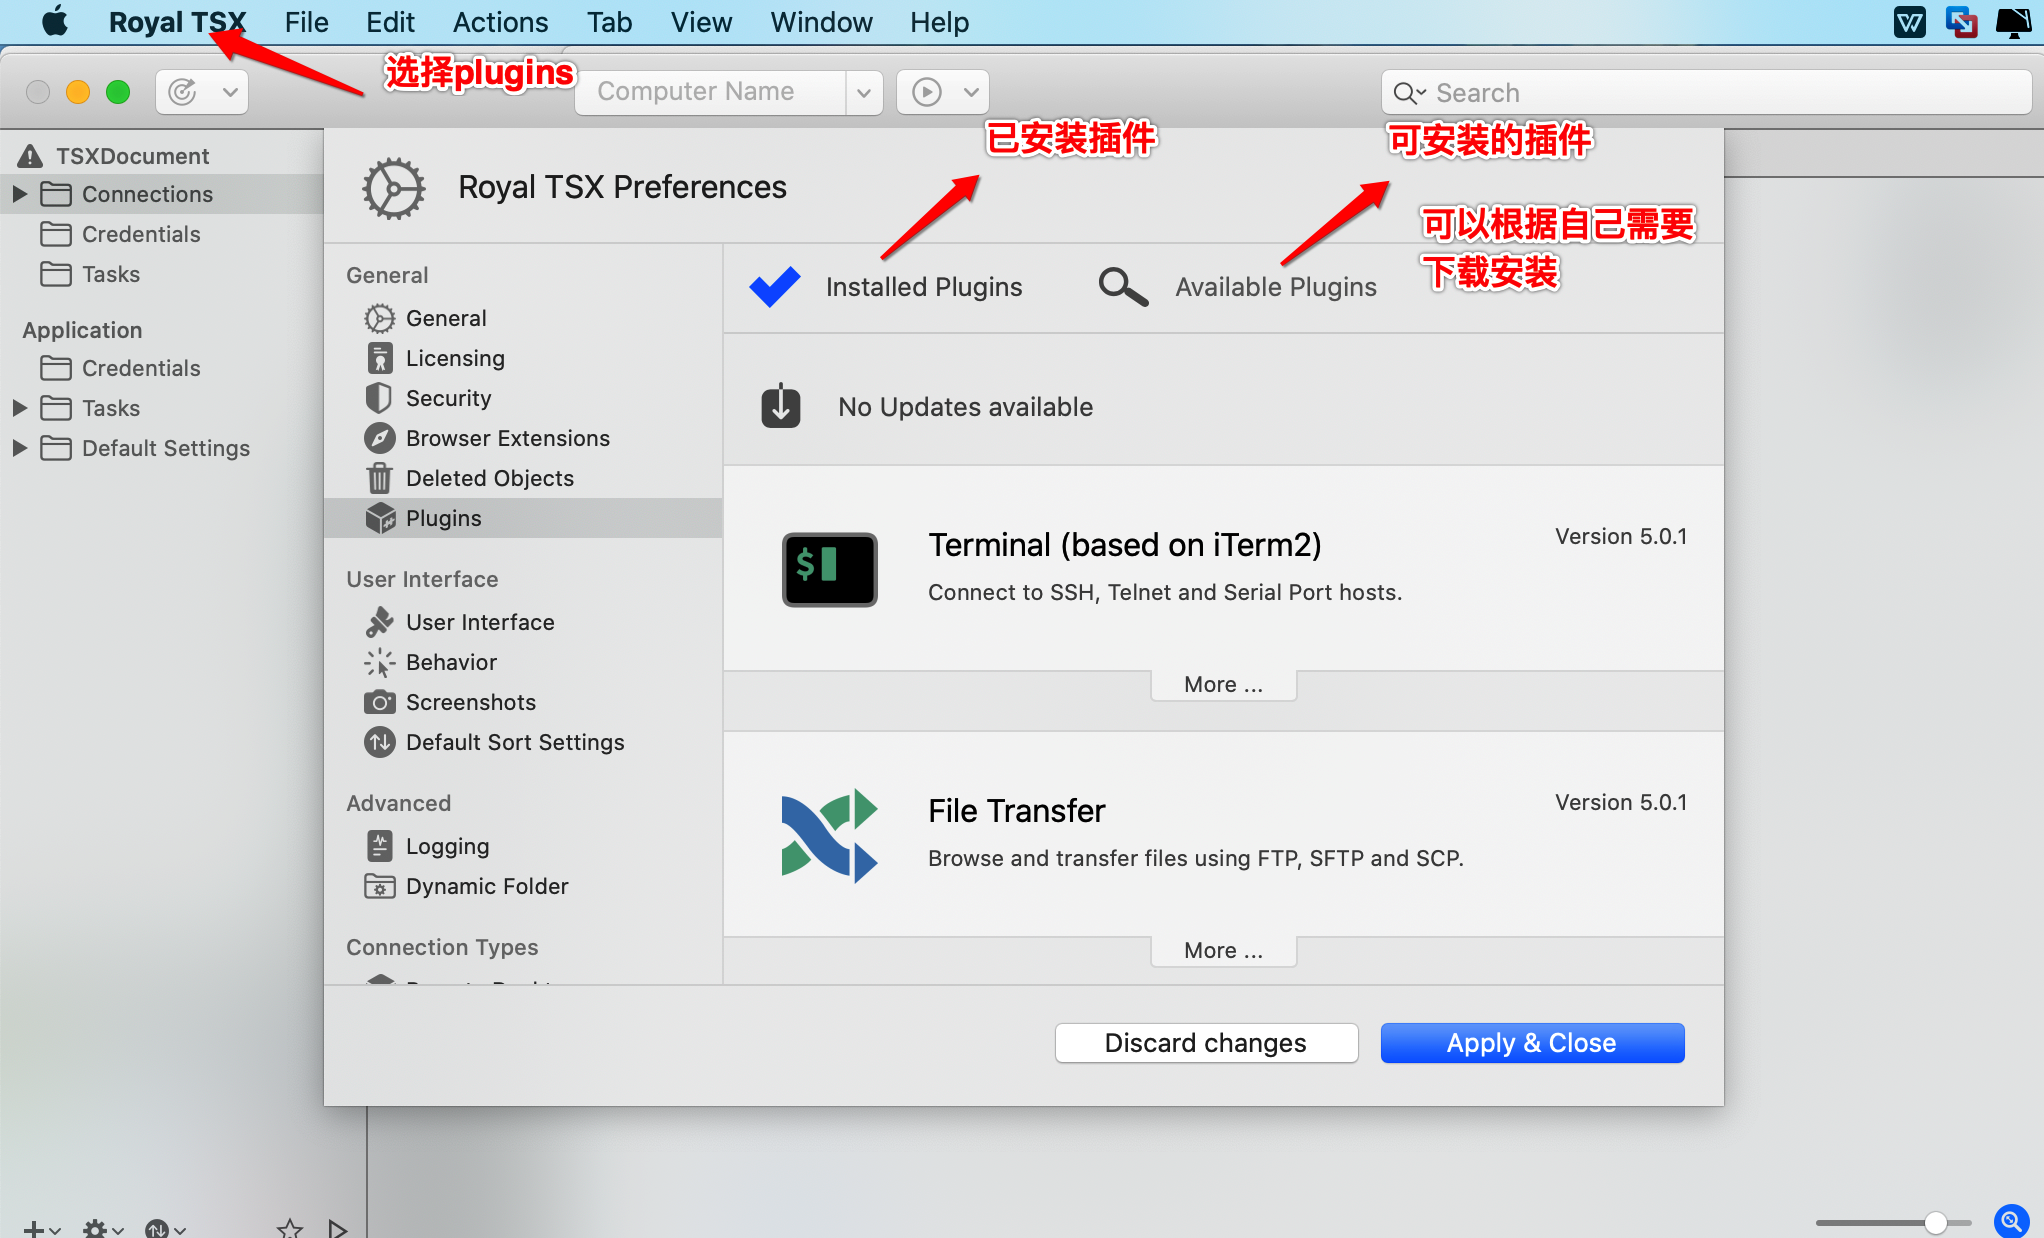 Royal TSX File Edit Actions Tab View Window Help
选择plugins
Computer Name
Search
已安装插件
可安装的插件
可以根据自己需要
下载安装
TSXDocument
Connections
Credentials
Tasks
Application
Credentials
Tasks
Default Settings
Royal TSX Preferences
General
General
Licensing
Security
Browser Extensions
Deleted Objects
Plugins
User Interface
User Interface
Behavior
Screenshots
Default Sort Settings
Advanced
Logging
Dynamic Folder
Connection Types
Installed Plugins
Available Plugins
No Updates available
Terminal (based on iTerm2)
Version 5.0.1
Connect to SSH, Telnet and Serial Port hosts.
More ...
File Transfer
Version 5.0.1
Browse and transfer files using FTP, SFTP and SCP.
More ...
Discard changes
Apply & Close